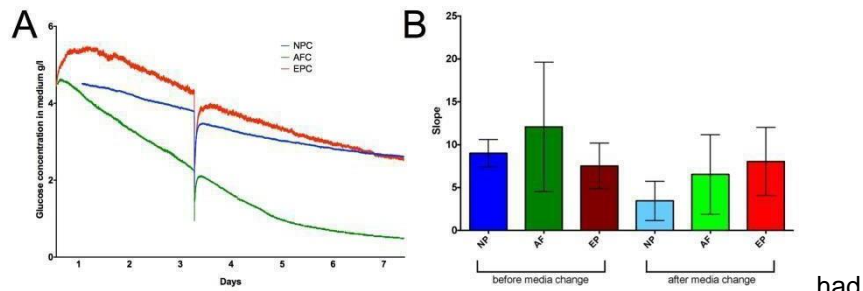 A
6
4
2
0
Glucose concentration in medium g/l
NPC
AFC
EPC
1 2 3 4 5 6 7
Days
B
25
20
15
10
5
0
Slope
NP AF EP NP AF EP
before media change after media change
had